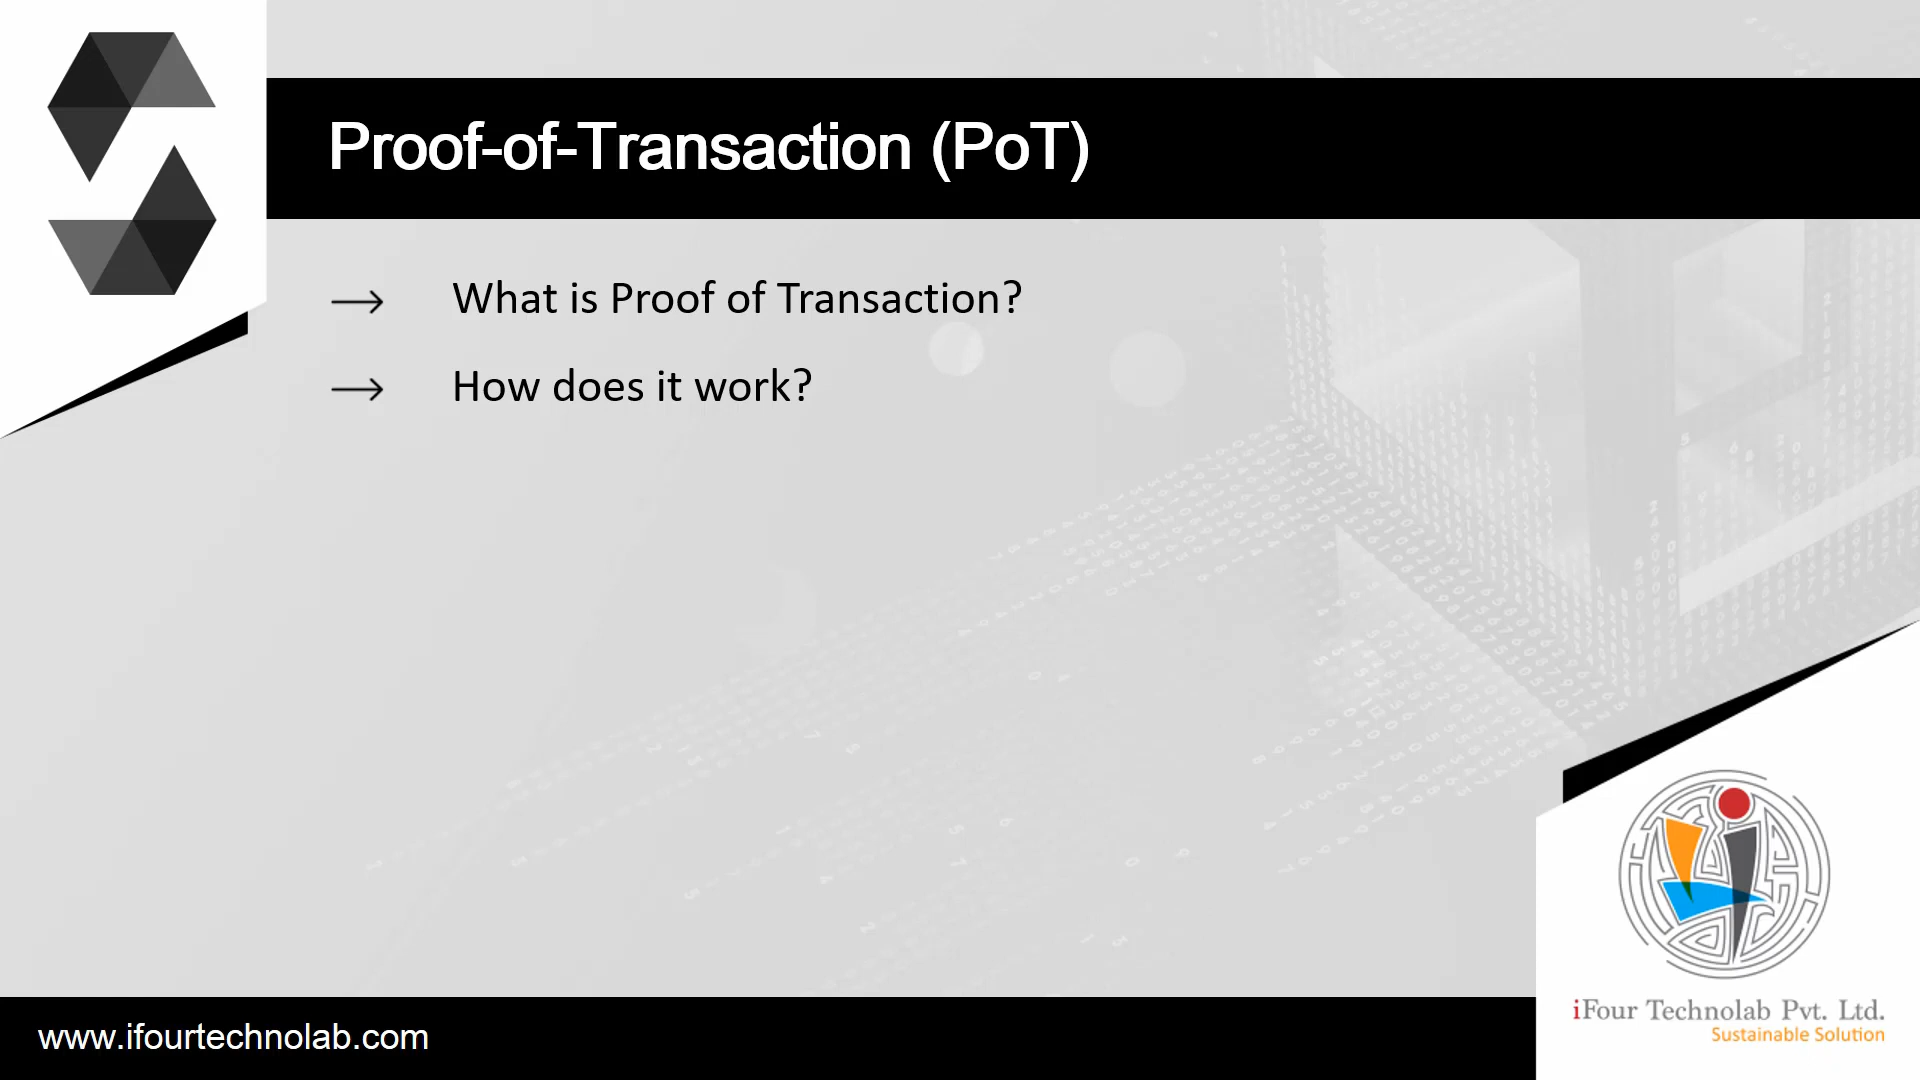 Proof-of-Transaction (PoT)
What is Proof of Transaction?
How does it work?
iFour Technolab Pvt. Ltd.
Sustainable Solution
www.ifourtechnolab.com